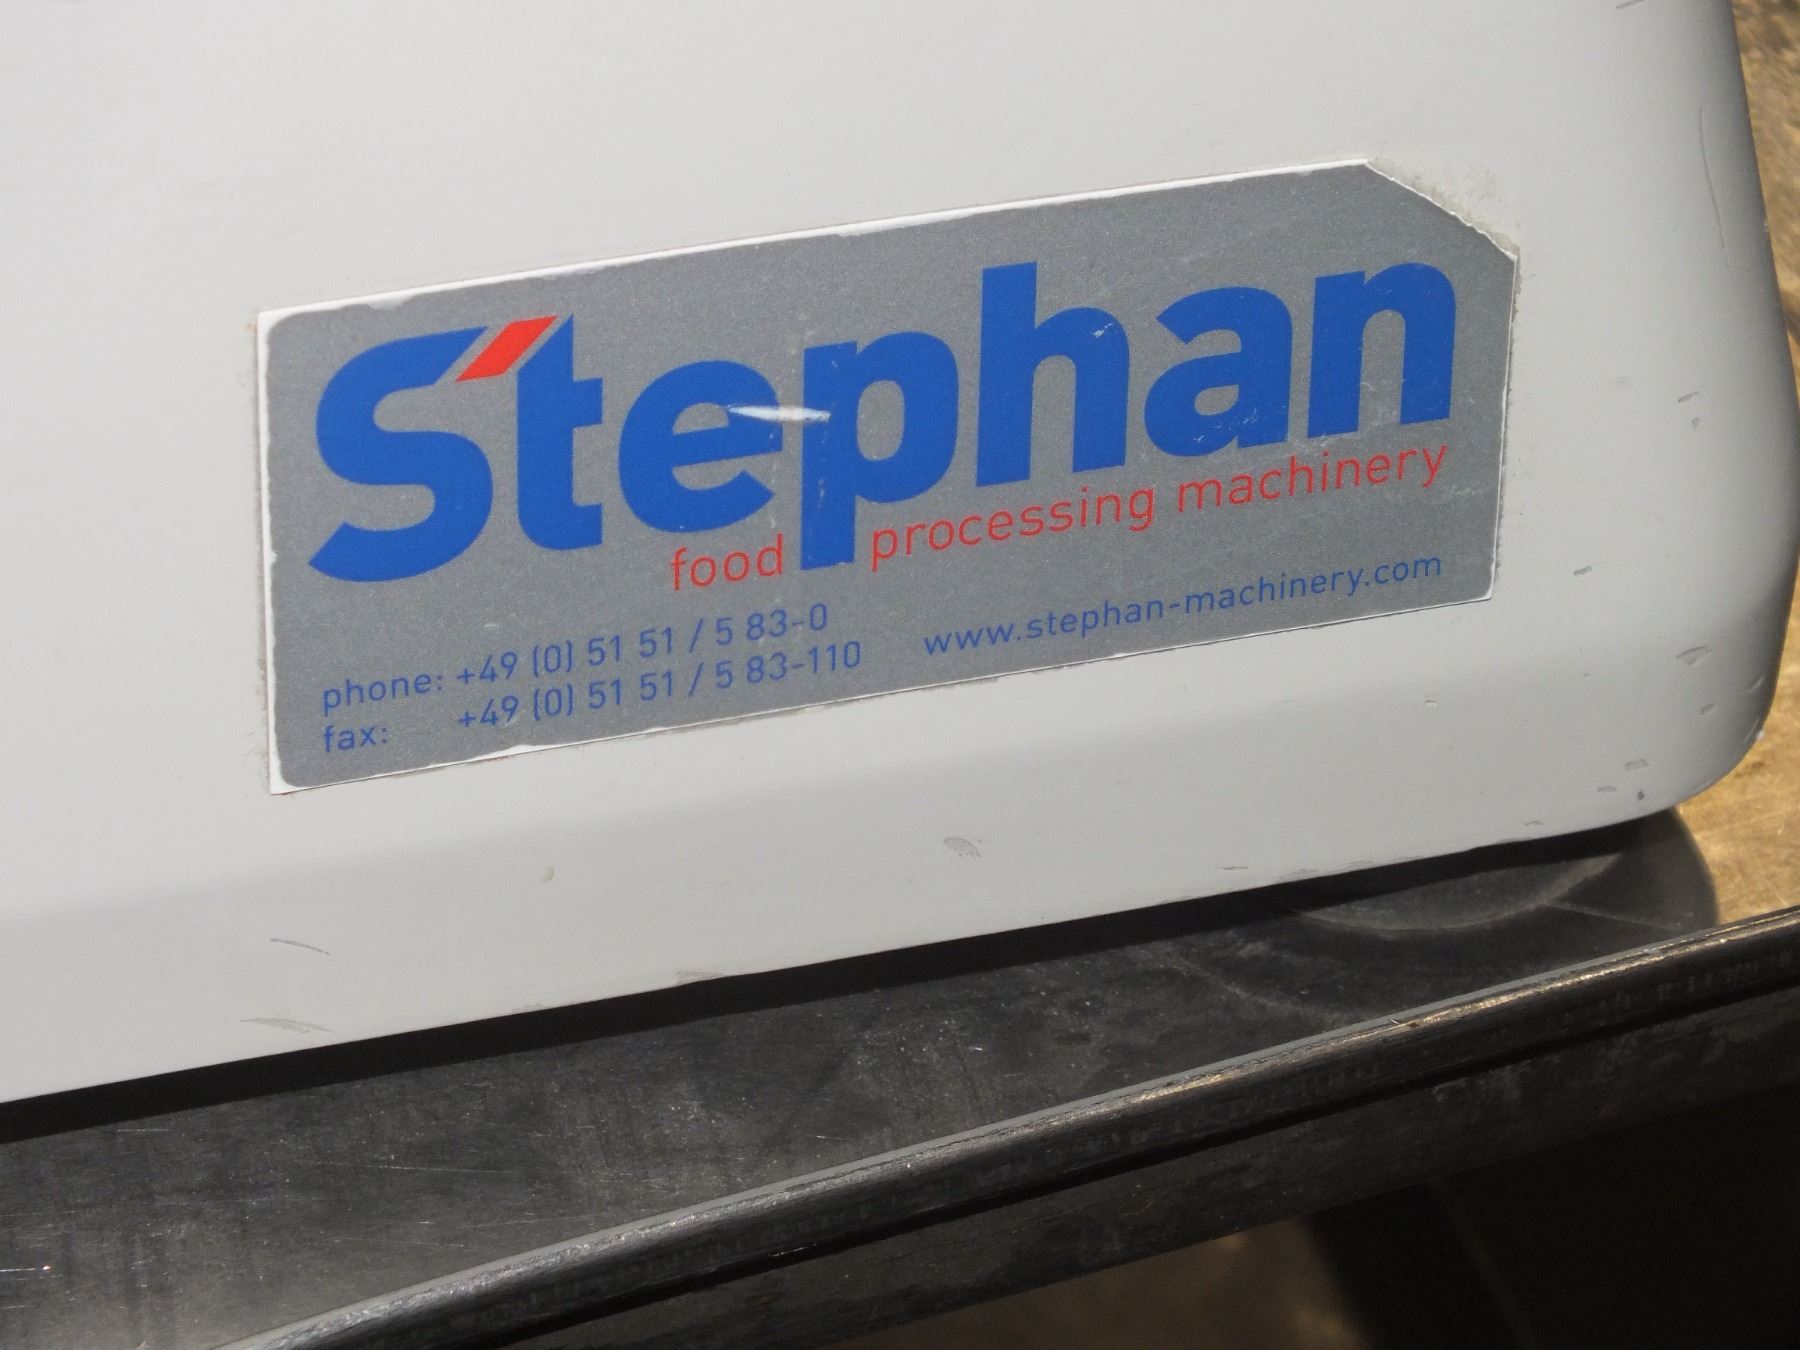 Stephan
food processing machinery
phone: +49 (0) 51 51 / 5 83-0
fax: +49 (0) 51 51 / 5 83-110
www.stephan-machinery.com